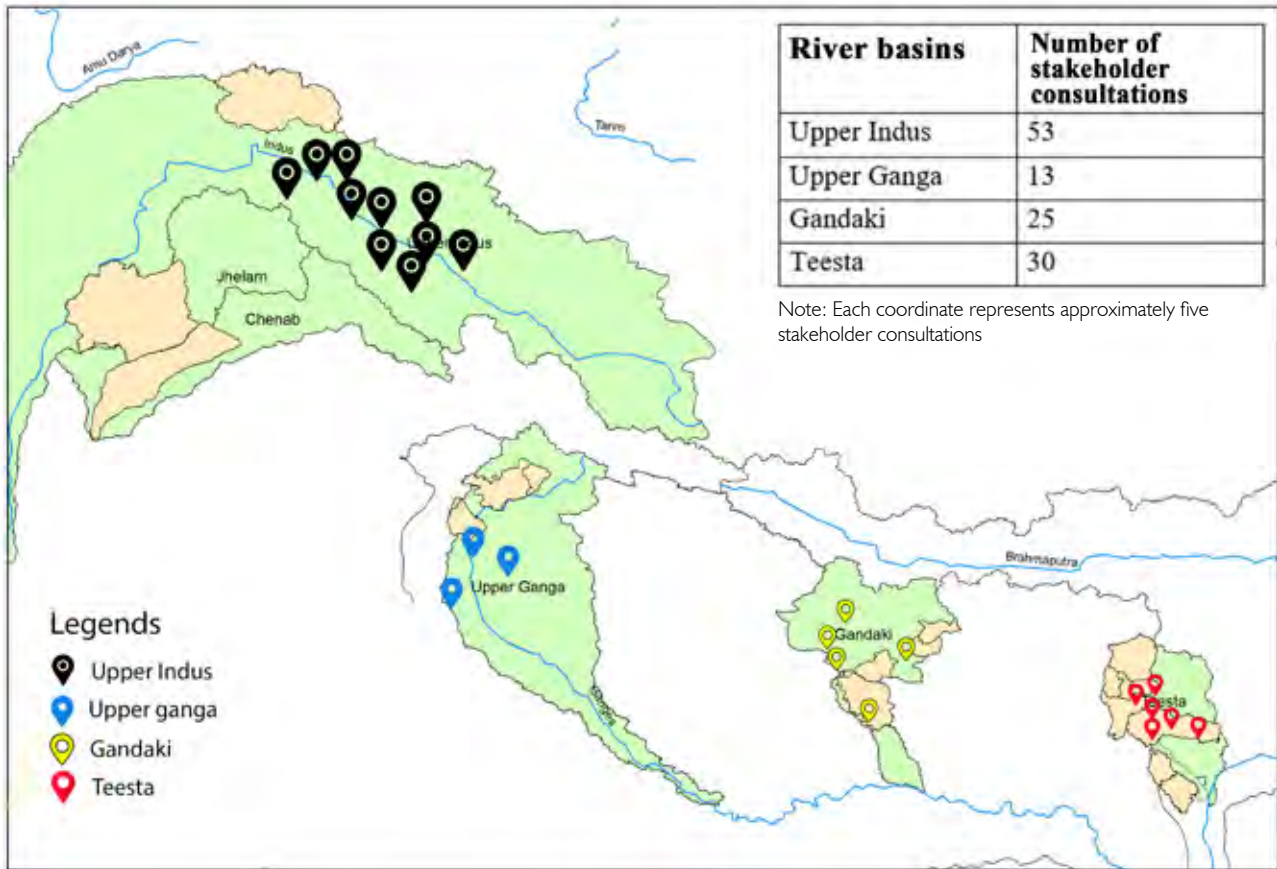 Amu Darya
Tarim
Indus
Jhelam
Chenab
River basins
Number of
stakeholder
consultations
Upper Indus
53
Upper Ganga
13
Gandaki
25
Teesta
30
Note: Each coordinate represents approximately five
stakeholder consultations
Brahmaputra
Upper Ganga
Gandaki
Teesta
Legends
Upper Indus
Upper ganga
Gandaki
Teesta